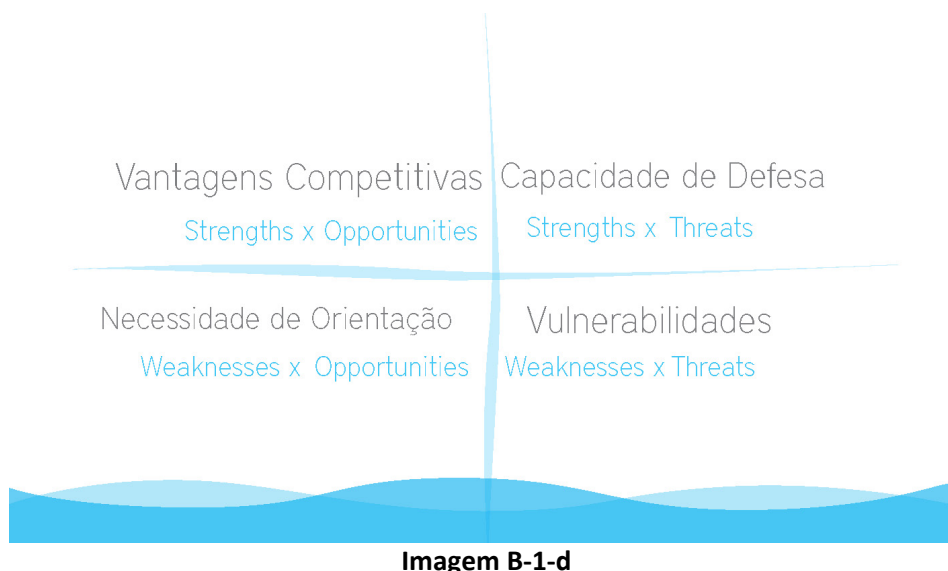 Vantagens Competitivas
Strengths x Opportunities
Capacidade de Defesa
Strengths x Threats
Necessidade de Orientação
Weaknesses x Opportunities
Vulnerabilidades
Weaknesses x Threats
Imagem B-1-d